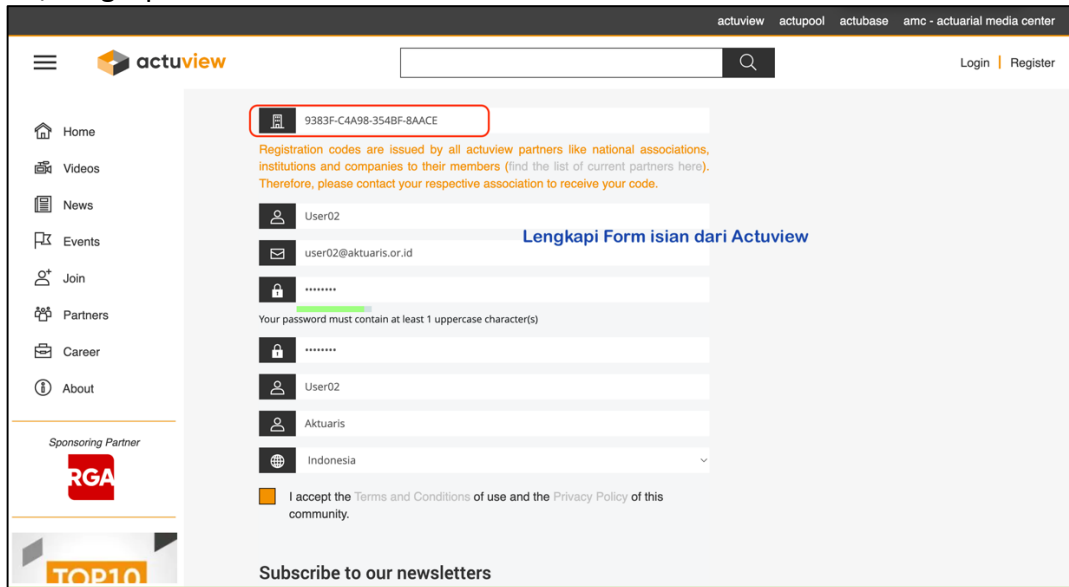 actuview actupool actubase amc - actuarial media center
actuview
Login | Register
Home
Videos
News
Events
Join
Partners
Career
About
Sponsoring Partner
RGA
TOP10
9383F-C4A98-354BF-8AACE
Registration codes are issued by all actuview partners like national associations,
institutions and companies to their members (find the list of current partners here).
Therefore, please contact your respective association to receive your code.
User02
Lengkapi Form isian dari Actuview
user02@aktuaris.or.id
••••••••
Your password must contain at least 1 uppercase character(s)
••••••••
User02
Aktuaris
Indonesia
I accept the Terms and Conditions of use and the Privacy Policy of this
community.
Subscribe to our newsletters